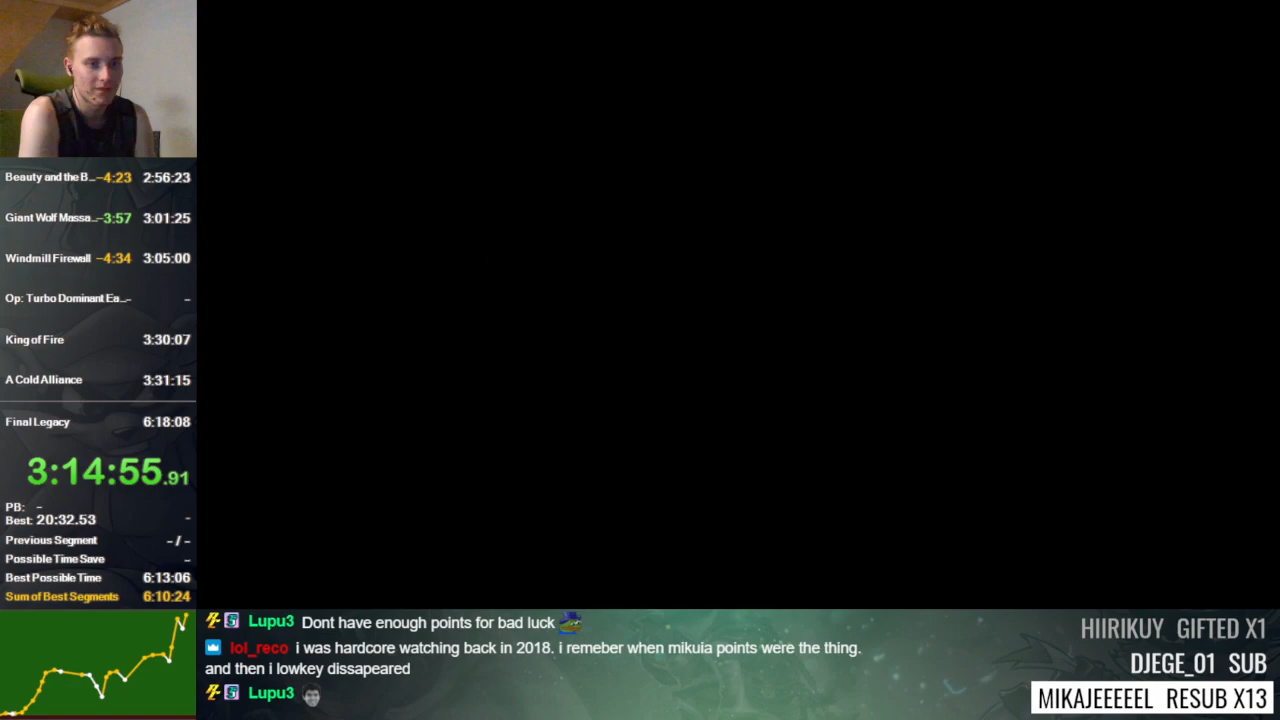 Beauty and the B... -4:23 2:56:23
Giant Wolf Massa... -3:57 3:01:25
Windmill Firewall -4:34 3:05:00
Op: Turbo Dominant Ea... - -
King of Fire 3:30:07
A Cold Alliance 3:31:15
Final Legacy 6:18:08
3:14:55.91
PB: -
Best: 20:32.53 -
Previous Segment - / -
Possible Time Save -
Best Possible Time 6:13:06
Sum of Best Segments 6:10:24
Lupu3 Dont have enough points for bad luck
lol_reco i was hardcore watching back in 2018. i remeber when mikuia points were the thing.
and then i lowkey dissapeared
Lupu3
HIIRIKUY GIFTED X1
DJEGE_01 SUB
MIKAJEEEEEL RESUB X13